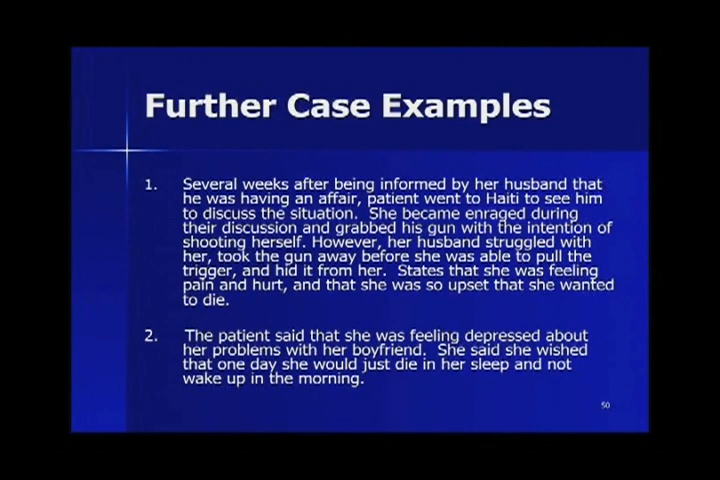 Further Case Examples
1. Several weeks after being informed by her husband that
he was having an affair, patient went to Haiti to see him
to discuss the situation. She became enraged during
their discussion and grabbed his gun with the intention of
shooting herself. However, her husband struggled with
her, took the gun away before she was able to pull the
trigger, and hid it from her. States that she was feeling
pain and hurt, and that she was so upset that she wanted
to die.
2. The patient said that she was feeling depressed about
her problems with her boyfriend. She said she wished
that one day she would just die in her sleep and not
wake up in the morning.
50